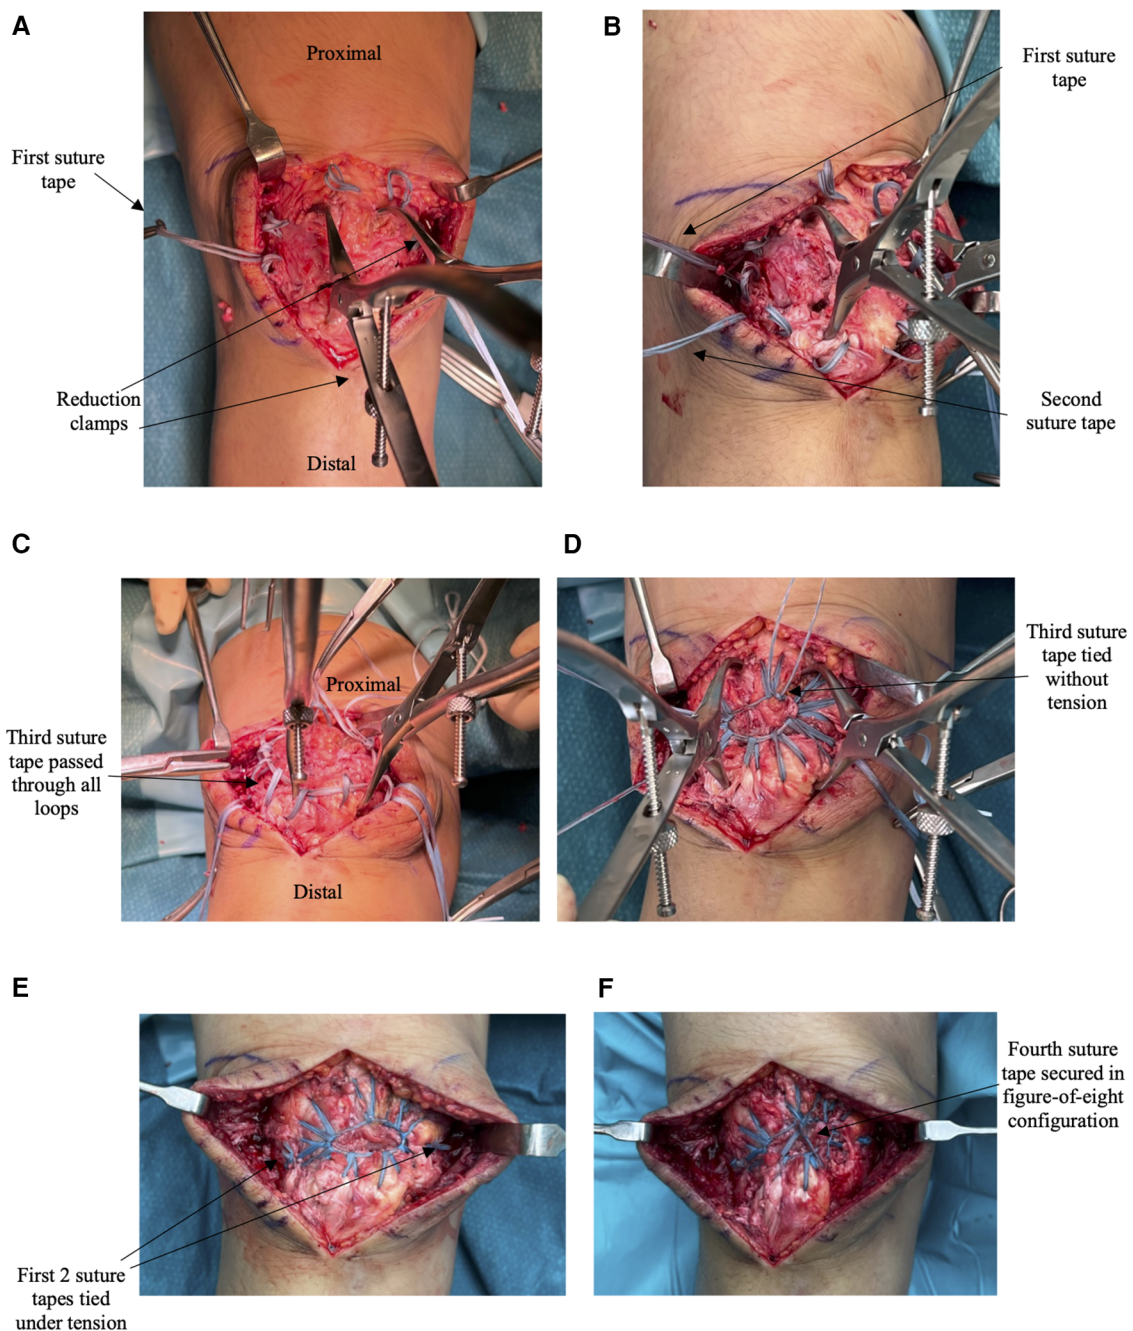 A
B
Proximal
First suture
tape
Reduction
clamps
Distal
First suture
tape
Second
suture tape
C
D
Proximal
Third suture
tape passed
through all
loops
Distal
Third suture
tape tied
without
tension
E
F
First 2 suture
tapes tied
under tension
Fourth suture
tape secured in
figure-of-eight
configuration